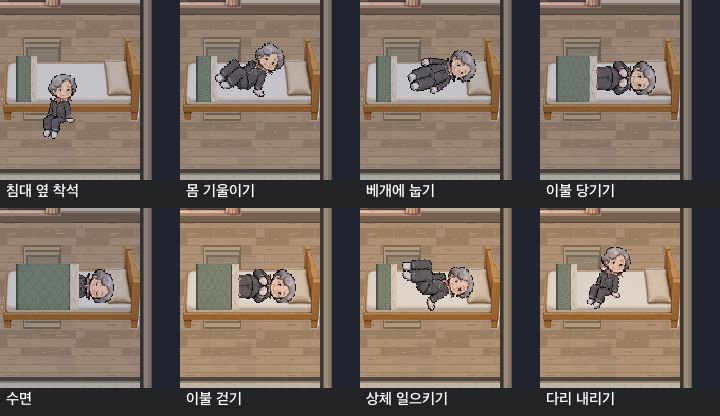 침대 옆 착석
몸 기울이기
베개에 눕기
이불 당기기
수면
이불 걷기
상체 일으키기
다리 내리기